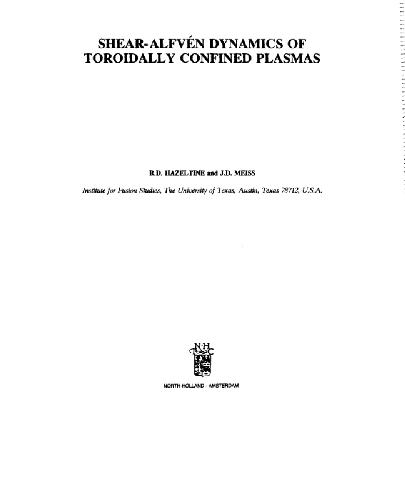 SHEAR-ALFVÉN DYNAMICS OF
TOROIDALLY CONFINED PLASMAS
R.D. HAZELTINE and J.D. MEISS
Institute for Fusion Studies, The University of Texas, Austin, Texas 78712, U.S.A.
N·H
NORTH HOLLAND - AMSTERDAM